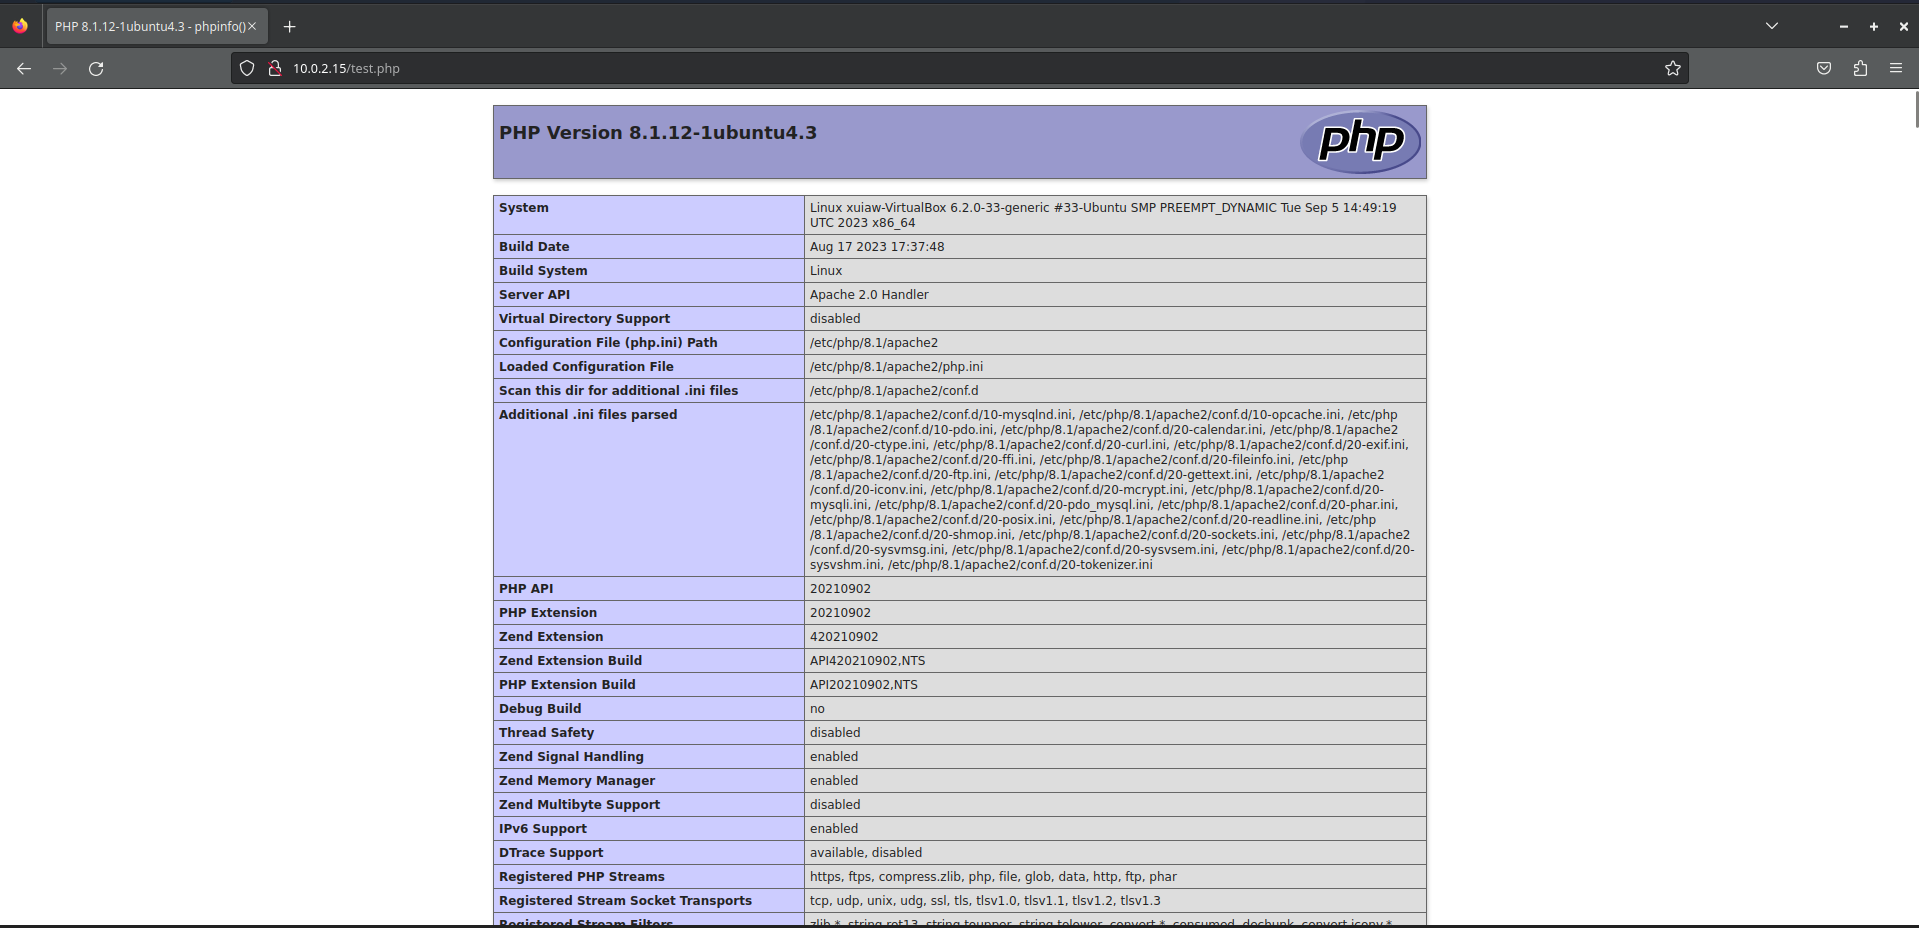 PHP 8.1.12-1ubuntu4.3 - phpinfo()
10.0.2.15/test.php
PHP Version 8.1.12-1ubuntu4.3
php
System Linux xuiaw-VirtualBox 6.2.0-33-generic #33-Ubuntu SMP PREEMPT_DYNAMIC Tue Sep 5 14:49:19
UTC 2023 x86_64
Build Date Aug 17 2023 17:37:48
Build System Linux
Server API Apache 2.0 Handler
Virtual Directory Support disabled
Configuration File (php.ini) Path /etc/php/8.1/apache2
Loaded Configuration File /etc/php/8.1/apache2/php.ini
Scan this dir for additional .ini files /etc/php/8.1/apache2/conf.d
Additional .ini files parsed /etc/php/8.1/apache2/conf.d/10-mysqlnd.ini, /etc/php/8.1/apache2/conf.d/10-opcache.ini, /etc/php
/8.1/apache2/conf.d/10-pdo.ini, /etc/php/8.1/apache2/conf.d/20-calendar.ini, /etc/php/8.1/apache2
/conf.d/20-ctype.ini, /etc/php/8.1/apache2/conf.d/20-curl.ini, /etc/php/8.1/apache2/conf.d/20-exif.ini,
/etc/php/8.1/apache2/conf.d/20-ffi.ini, /etc/php/8.1/apache2/conf.d/20-fileinfo.ini, /etc/php
/8.1/apache2/conf.d/20-ftp.ini, /etc/php/8.1/apache2/conf.d/20-gettext.ini, /etc/php/8.1/apache2
/conf.d/20-iconv.ini, /etc/php/8.1/apache2/conf.d/20-mcrypt.ini, /etc/php/8.1/apache2/conf.d/20-
mysqli.ini, /etc/php/8.1/apache2/conf.d/20-pdo_mysql.ini, /etc/php/8.1/apache2/conf.d/20-phar.ini,
/etc/php/8.1/apache2/conf.d/20-posix.ini, /etc/php/8.1/apache2/conf.d/20-readline.ini, /etc/php
/8.1/apache2/conf.d/20-shmop.ini, /etc/php/8.1/apache2/conf.d/20-sockets.ini, /etc/php/8.1/apache2
/conf.d/20-sysvmsg.ini, /etc/php/8.1/apache2/conf.d/20-sysvsem.ini, /etc/php/8.1/apache2/conf.d/20-
sysvshm.ini, /etc/php/8.1/apache2/conf.d/20-tokenizer.ini
PHP API 20210902
PHP Extension 20210902
Zend Extension 420210902
Zend Extension Build API420210902,NTS
PHP Extension Build API20210902,NTS
Debug Build no
Thread Safety disabled
Zend Signal Handling enabled
Zend Memory Manager enabled
Zend Multibyte Support disabled
IPv6 Support enabled
DTrace Support available, disabled
Registered PHP Streams https, ftps, compress.zlib, php, file, glob, data, http, ftp, phar
Registered Stream Socket Transports tcp, udp, unix, udg, ssl, tls, tlsv1.0, tlsv1.1, tlsv1.2, tlsv1.3
Registered Stream Filters zlib.*, string.rot13, string.toupper, string.tolower, convert.*, consumed, dechunk, convert.iconv.*